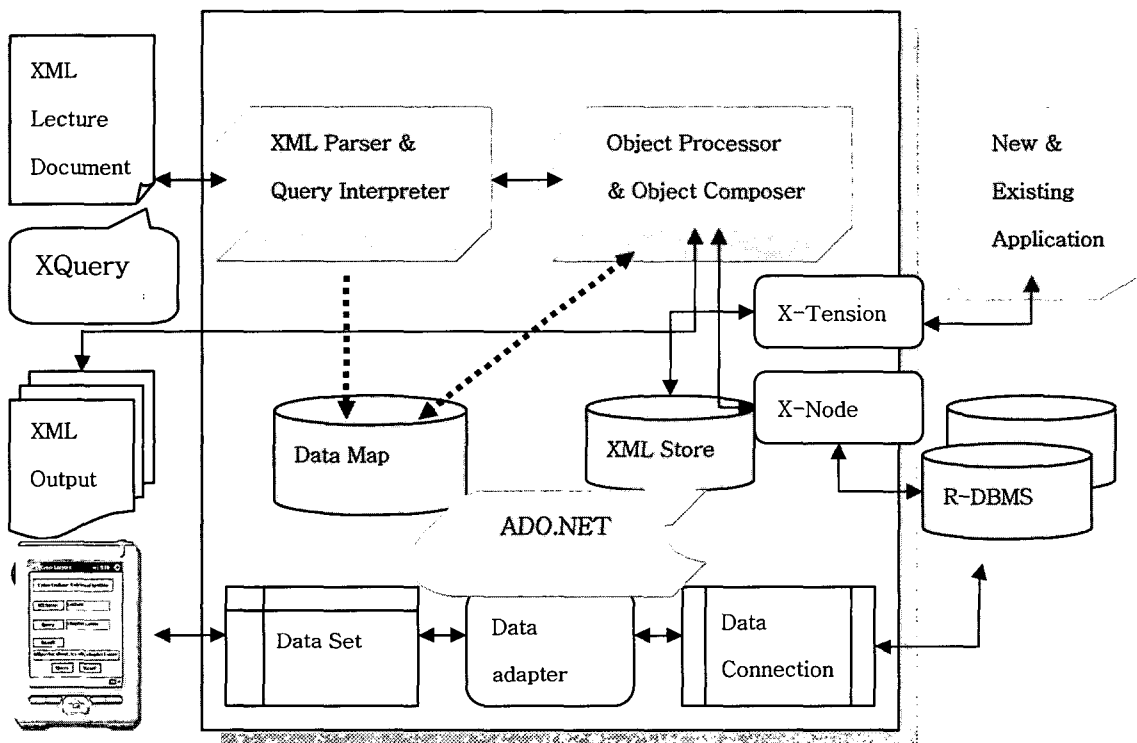 XML
Lecture
Document
XQuery
XML Parser &
Query Interpreter
Object Processor
& Object Composer
New &
Existing
Application
X-Tension
X-Node
XML
Output
Data Map
XML Store
R-DBMS
ADO.NET
Data Set
Data
adapter
Data
Connection